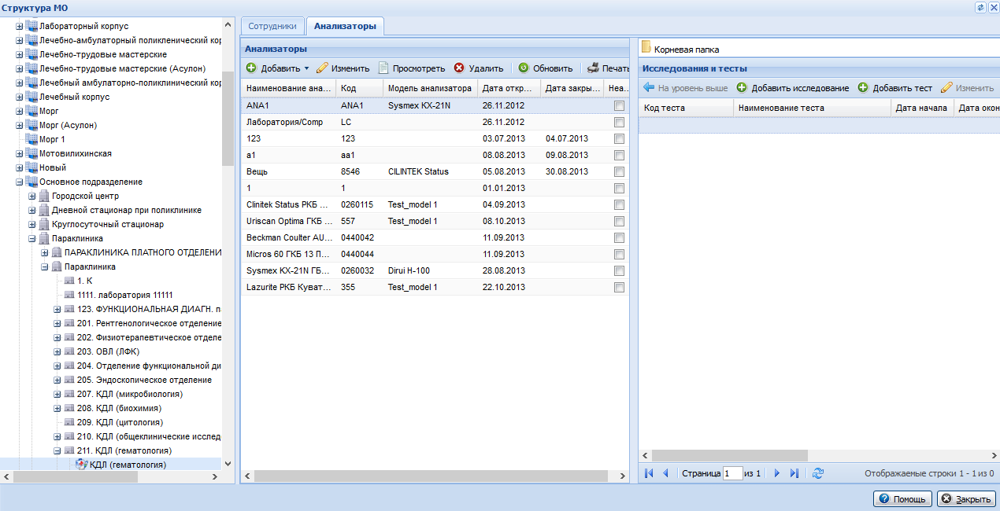 Структура МО
Лабораторный корпус
Лечебно-амбулаторный поликленический кор
Лечебно-трудовые мастерские
Лечебно-трудовые мастерские (Асулон)
Лечебный амбулаторно-поликлинический кор
Лечебный корпус
Морг
Морг (Асулон)
Морг 1
Мотовилихинская
Новый
Основное подразделение
Городской центр
Дневной стационар при поликлинике
Круглосуточный стационар
Параклиника
ПАРАКЛИНИКА ПЛАТНОГО ОТДЕЛЕНИ
Параклиника
1. К
1111. лаборатория 11111
123. ФУНКЦИОНАЛЬНАЯ ДИАГН. п
201. Рентгенологическое отделение
202. Физиотерапевтическое отделе
203. ОВЛ (ЛФК)
204. Отделение функциональной ди
205. Эндоскопическое отделение
207. КДЛ (микробиология)
208. КДЛ (биохимия)
209. КДЛ (цитология)
210. КДЛ (общеклинические исслед
211. КДЛ (гематология)
КДЛ (гематология)
Сотрудники Анализаторы
Анализаторы
Добавить Изменить Просмотреть Удалить Обновить Печать
Наименование ана... Код Модель анализатора Дата откр... Дата закры... Неа...
ANA1 ANA1 Sysmex KX-21N 26.11.2012
Лаборатория/Comp LC 26.11.2012
123 123 03.07.2013 04.07.2013
а1 аа1 08.08.2013 09.08.2013
Вещь 8546 CILINTEK Status 05.08.2013 30.08.2013
1 1 01.01.2013
Clinitek Status РКБ ... 0260115 Test_model 1 04.09.2013
Uriscan Optima ГКБ ... 557 Test_model 1 08.10.2013
Beckman Coulter AU... 0440042 11.09.2013
Micros 60 ГКБ 13 П... 0440044 11.09.2013
Sysmex KX-21N ГБ... 0260032 Dirui H-100 28.08.2013
Lazurite РКБ Куват... 355 Test_model 1 22.10.2013
Корневая папка
Исследования и тесты
На уровень выше Добавить исследование Добавить тест Изменить
Код теста Наименование теста Дата начала Дата окон
Страница 1 из 1 Отображаемые строки 1 - 1 из 0
Помощь Закрыть